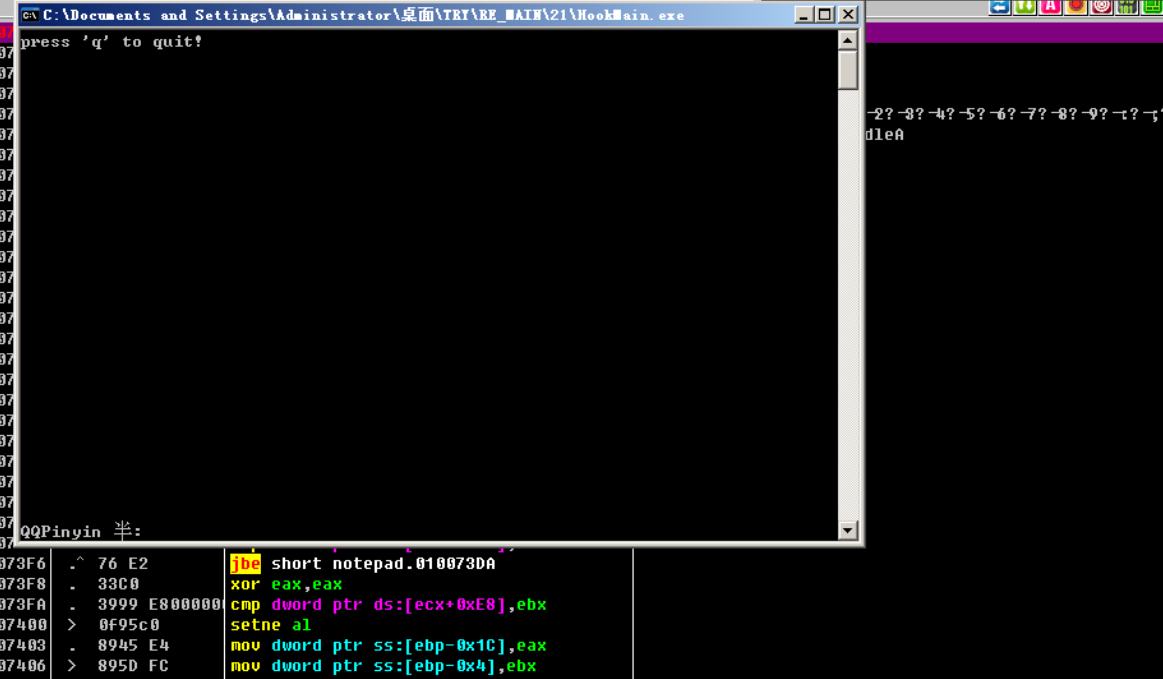 C:\Documents and Settings\Administrator\桌面\TRY\RE_MAIN\21\HookMain.exe
press 'q' to quit!
-2?-3?-4?-5?-6?-7?-8?-9?-:?-;?
dleA
QQPinyin 半:
073F6 .^ 76 E2 jbe short notepad.010073DA
073F8 . 33C0 xor eax,eax
073FA . 3999 E800000 cmp dword ptr ds:[ecx+0xE8],ebx
07400 > 0F95c0 setne al
07403 . 8945 E4 mov dword ptr ss:[ebp-0x1C],eax
07406 > 895D FC mov dword ptr ss:[ebp-0x4],ebx